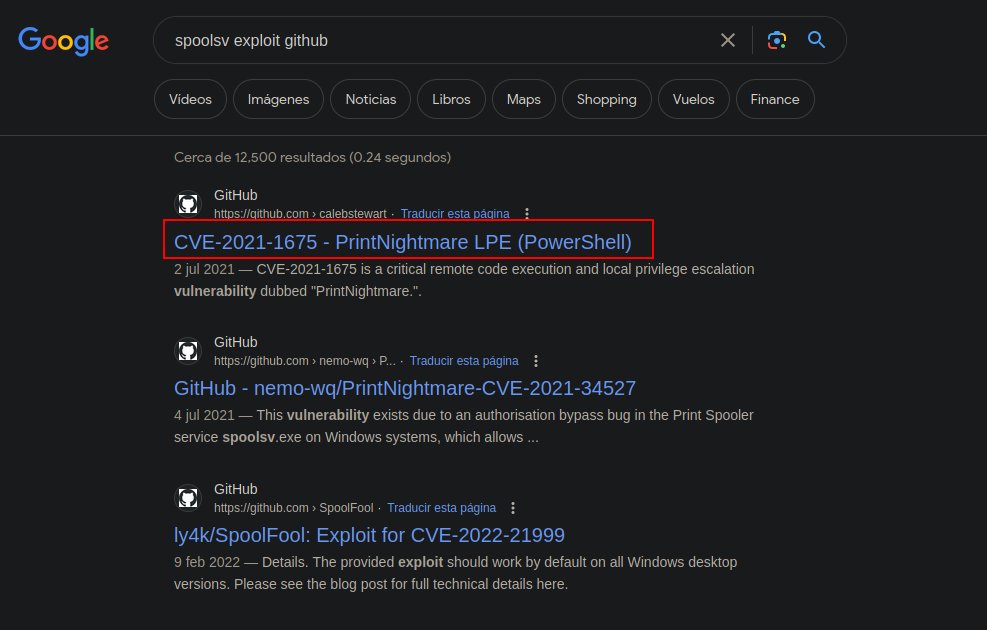 Google
spoolsv exploit github
Vídeos Imágenes Noticias Libros Maps Shopping Vuelos Finance
Cerca de 12,500 resultados (0.24 segundos)
GitHub
https://github.com › calebstewart · Traducir esta página
CVE-2021-1675 - PrintNightmare LPE (PowerShell)
2 jul 2021 — CVE-2021-1675 is a critical remote code execution and local privilege escalation
vulnerability dubbed "PrintNightmare.".
GitHub
https://github.com › nemo-wq › P... · Traducir esta página
GitHub - nemo-wq/PrintNightmare-CVE-2021-34527
4 jul 2021 — This vulnerability exists due to an authorisation bypass bug in the Print Spooler
service spoolsv.exe on Windows systems, which allows ...
GitHub
https://github.com › SpoolFool · Traducir esta página
ly4k/SpoolFool: Exploit for CVE-2022-21999
9 feb 2022 — Details. The provided exploit should work by default on all Windows desktop
versions. Please see the blog post for full technical details here.